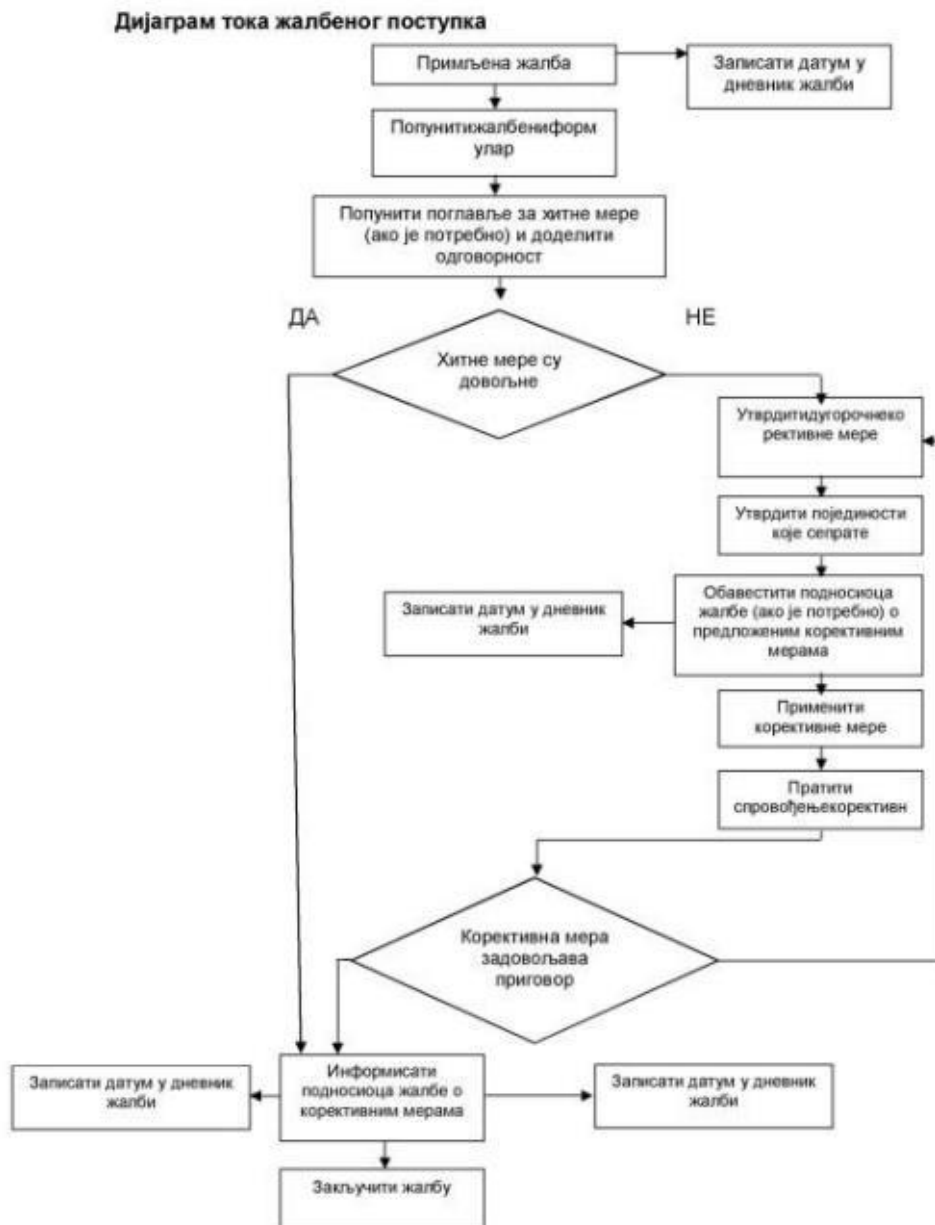 Дијаграм тока жалбеног поступка
Примљена жалба
Записати датум у
дневник жалби
Попунитижалбениформ
улар
Попунити поглавље за хитне мере
(ако је потребно) и доделити
одговорност
ДА
НЕ
Хитне мере су
довољне
Утврдитидугорочнеко
рективне мере
Утврдити појединости
које сепрате
Обавестити подносиоца
жалбе (ако је потребно) о
предложеним корективним
мерама
Записати датум у дневник
жалби
Применити
корективне мере
Пратити
спровођењекорективн
Корективна мера
задовољава
приговор
Информисати
подносиоца жалбе о
корективним мерама
Записати датум у дневник
жалби
Записати датум у дневник
жалби
Закључити жалбу